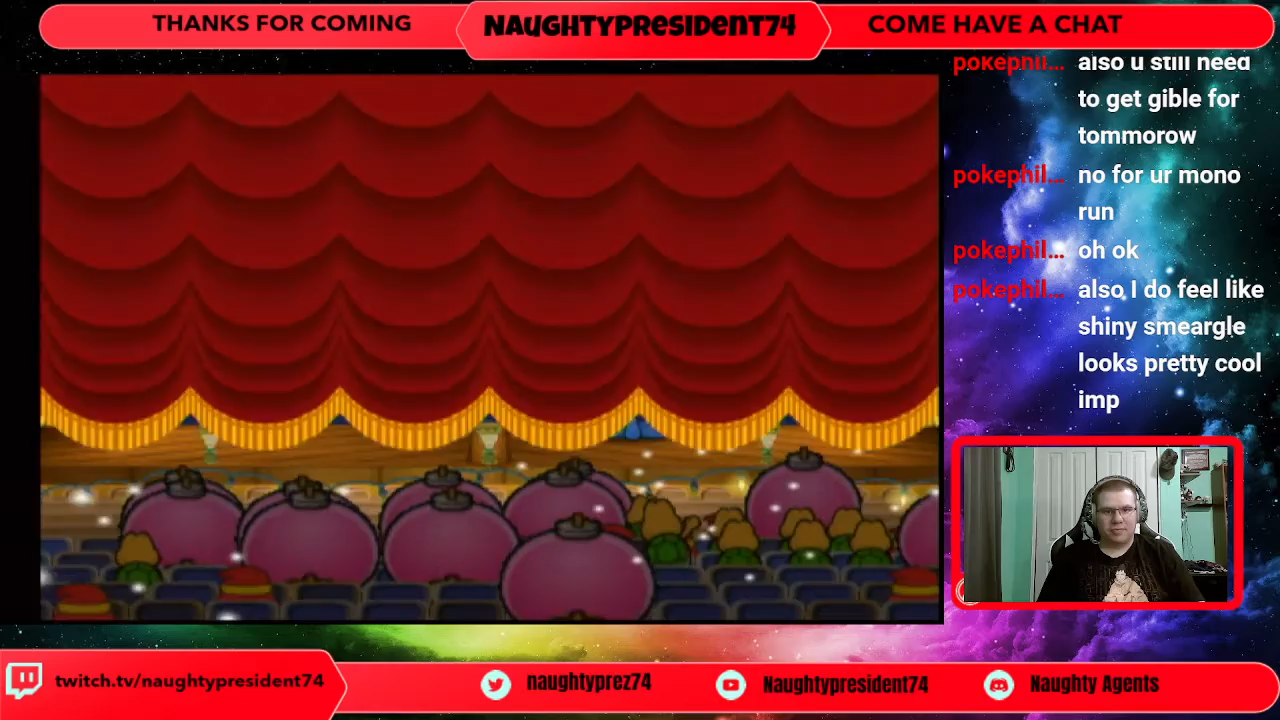 THANKS FOR COMING
NAUGHTYPRESIDENT74
COME HAVE A CHAT
pokephil... also u still need
to get gible for
tommorow
pokephil... no for ur mono
run
pokephil... oh ok
pokephil... also I do feel like
shiny smeargle
looks pretty cool
imp
twitch.tv/naughtypresident74
naughtyprez74
Naughtypresident74
Naughty Agents